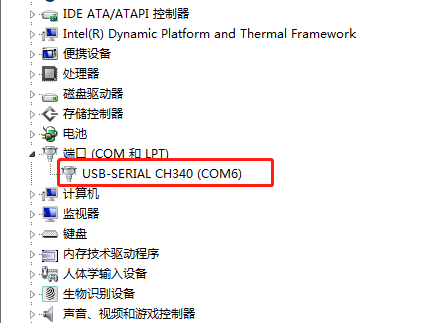 IDE ATA/ATAPI 控制器
Intel(R) Dynamic Platform and Thermal Framework
便携设备
处理器
磁盘驱动器
存储控制器
电池
端口 (COM 和 LPT)
USB-SERIAL CH340 (COM6)
计算机
监视器
键盘
内存技术驱动程序
人体学输入设备
生物识别设备
声音、视频和游戏控制器